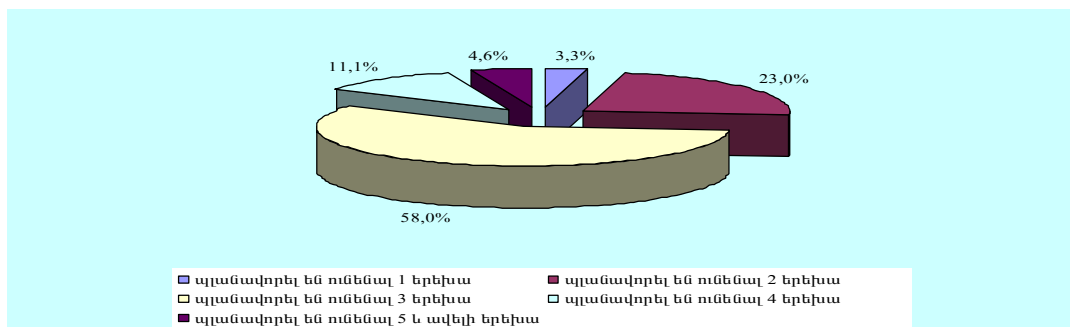 4,6% 3,3%
11,1% 23,0%
58,0%
պլանավորել են ունենալ 1 երեխա պլանավորել են ունենալ 2 երեխա
պլանավորել են ունենալ 3 երեխա պլանավորել են ունենալ 4 երեխա
պլանավորել են ունենալ 5 և ավելի երեխա